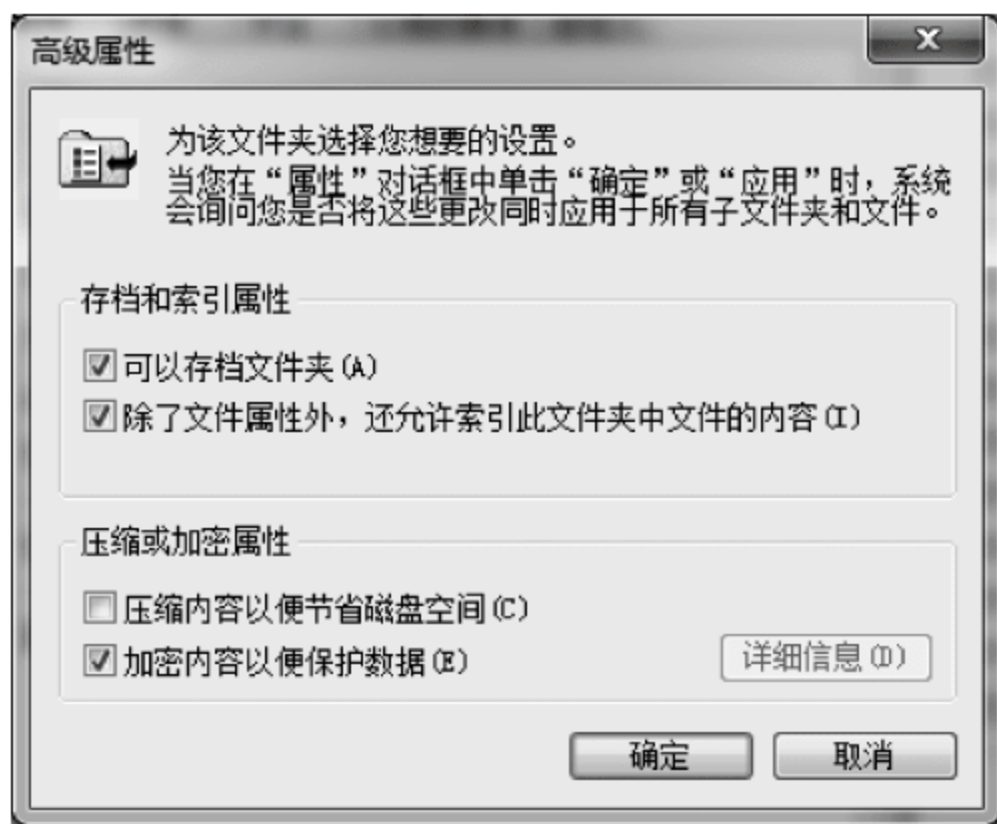 高级属性
为该文件夹选择您想要的设置。
当您在“属性”对话框中单击“确定”或“应用”时，系统
会询问您是否将这些更改同时应用于所有子文件夹和文件。
存档和索引属性
可以存档文件夹(A)
除了文件属性外，还允许索引此文件夹中文件的内容(I)
压缩或加密属性
压缩内容以便节省磁盘空间(C)
加密内容以便保护数据(E)
详细信息(D)
确定
取消